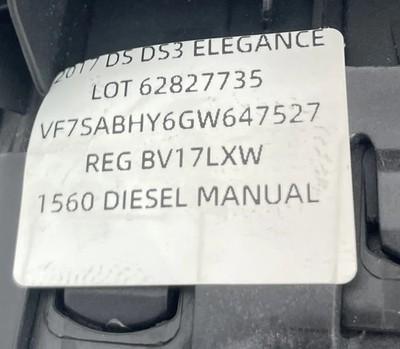 2017 DS DS3 ELEGANCE
LOT 62827735
VF7SABHY6GW647527
REG BV17LXW
1560 DIESEL MANUAL